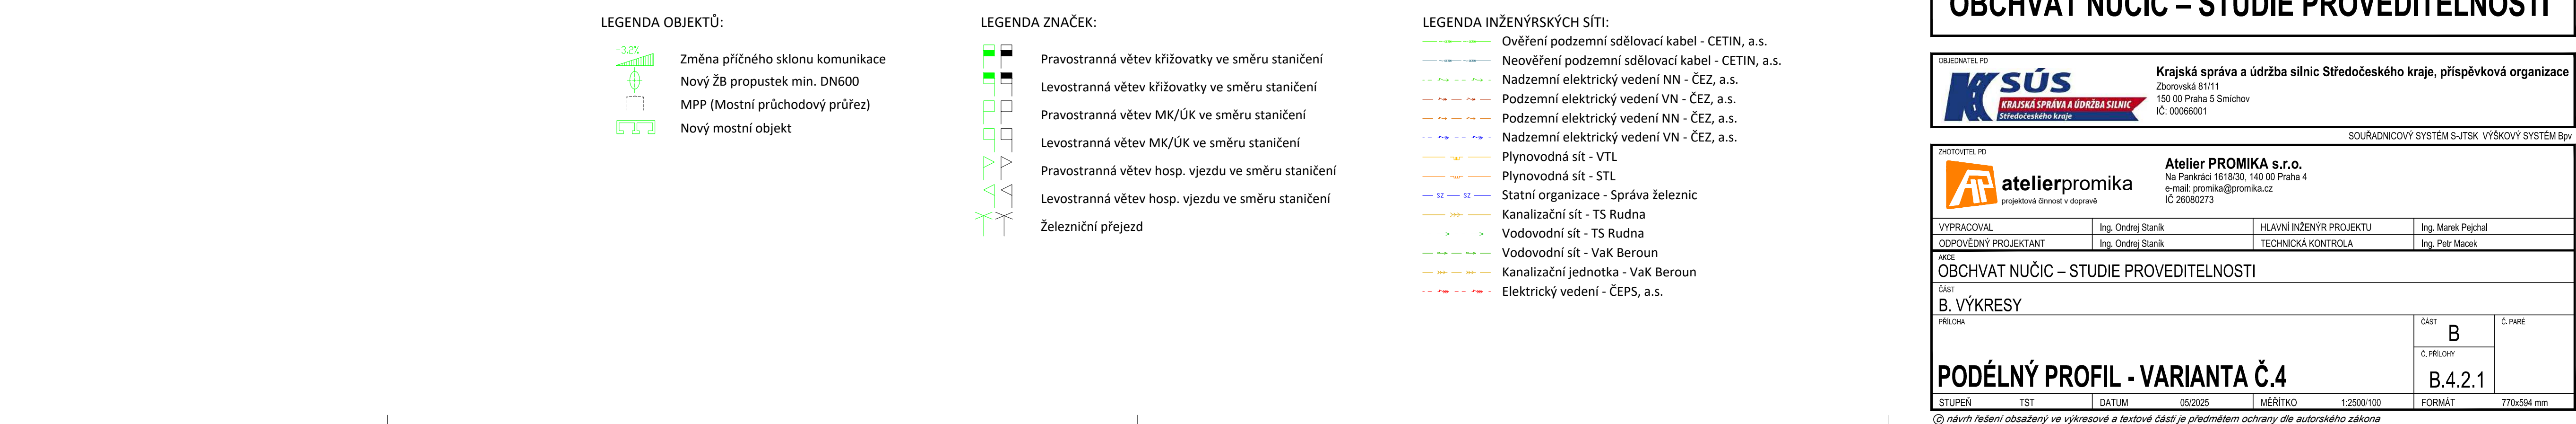 LEGENDA OBJEKTŮ:
-3.2%
Změna příčného sklonu komunikace
Nový ŽB propustek min. DN600
MPP (Mostní průchodový průřez)
Nový mostní objekt
LEGENDA ZNAČEK:
Pravostranná větev křižovatky ve směru staničení
Levostranná větev křižovatky ve směru staničení
Pravostranná větev MK/ÚK ve směru staničení
Levostranná větev MK/ÚK ve směru staničení
Pravostranná větev hosp. vjezdu ve směru staničení
Levostranná větev hosp. vjezdu ve směru staničení
Železniční přejezd
LEGENDA INŽENÝRSKÝCH SÍTI:
Ověření podzemní sdělovací kabel - CETIN, a.s.
Neověření podzemní sdělovací kabel - CETIN, a.s.
Nadzemní elektrický vedení NN - ČEZ, a.s.
Podzemní elektrický vedení VN - ČEZ, a.s.
Podzemní elektrický vedení NN - ČEZ, a.s.
Nadzemní elektrický vedení VN - ČEZ, a.s.
Plynovodná sít - VTL
Plynovodná sít - STL
SZ SZ Statní organizace - Správa železnic
Kanalizační sít - TS Rudna
Vodovodní sít - TS Rudna
Vodovodní sít - VaK Beroun
Kanalizační jednotka - VaK Beroun
Elektrický vedení - ČEPS, a.s.
OBCHVAT NUČIC – STUDIE PROVEDITELNOSTI
OBJEDNATEL PD
KSÚS
KRAJSKÁ SPRÁVA A ÚDRŽBA SILNIC
Středočeského kraje
Krajská správa a údržba silnic Středočeského kraje, příspěvková organizace
Zborovská 81/11
150 00 Praha 5 Smíchov
IČ: 00066001
SOUŘADNICOVÝ SYSTÉM S-JTSK VÝŠKOVÝ SYSTÉM Bpv
ZHOTOVITEL PD
atelierpromika
projektová činnost v dopravě
Atelier PROMIKA s.r.o.
Na Pankráci 1618/30, 140 00 Praha 4
e-mail: promika@promika.cz
IČ 26080273
VYPRACOVAL Ing. Ondrej Staník HLAVNÍ INŽENÝR PROJEKTU Ing. Marek Pejchal
ODPOVĚDNÝ PROJEKTANT Ing. Ondrej Staník TECHNICKÁ KONTROLA Ing. Petr Macek
AKCE
OBCHVAT NUČIC – STUDIE PROVEDITELNOSTI
ČÁST
B. VÝKRESY
PŘÍLOHA
PODÉLNÝ PROFIL - VARIANTA Č.4
ČÁST
B
Č. PARÉ
Č. PŘÍLOHY
B.4.2.1
STUPEŇ TST DATUM 05/2025 MĚŘÍTKO 1:2500/100 FORMÁT 770x594 mm
© návrh řešení obsažený ve výkresové a textové části je předmětem ochrany dle autorského zákona